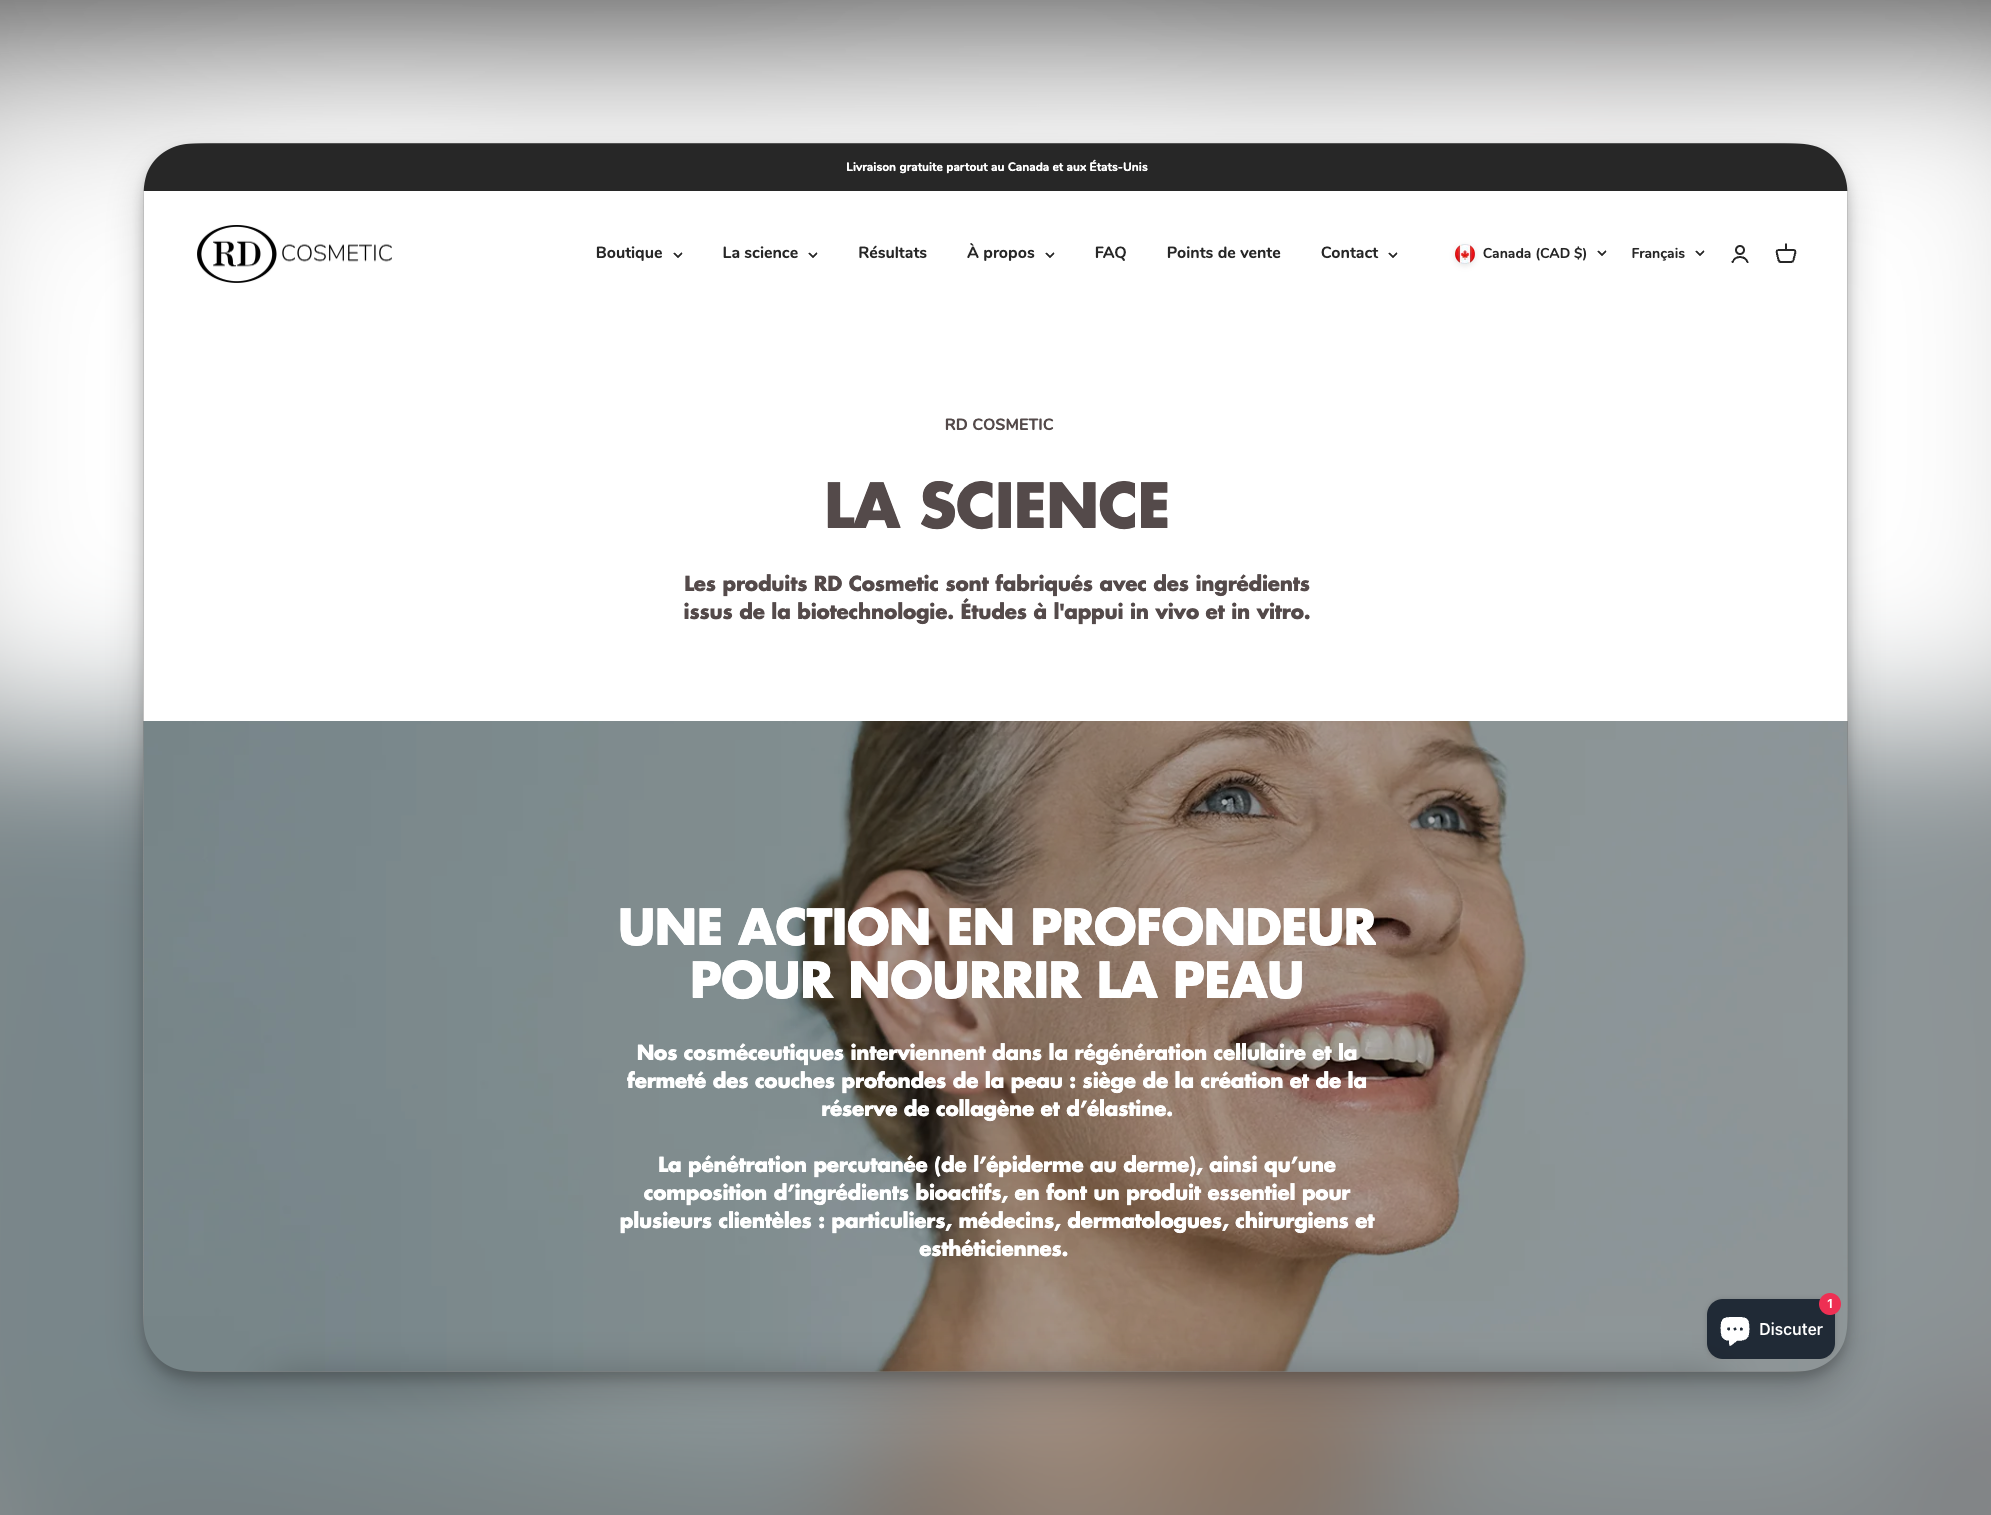 Livraison gratuite partout au Canada et aux États-Unis
RD COSMETIC
Boutique
La science
Résultats
À propos
FAQ
Points de vente
Contact
Canada (CAD $)
Français
RD COSMETIC
LA SCIENCE
Les produits RD Cosmetic sont fabriqués avec des ingrédients
issus de la biotechnologie. Études à l'appui in vivo et in vitro.
UNE ACTION EN PROFONDEUR
POUR NOURRIR LA PEAU
Nos cosméceutiques interviennent dans la régénération cellulaire et la
fermeté des couches profondes de la peau : siège de la création et de la
réserve de collagène et d’élastine.
La pénétration percutanée (de l’épiderme au derme), ainsi qu’une
composition d’ingrédients bioactifs, en font un produit essentiel pour
plusieurs clientèles : particuliers, médecins, dermatologues, chirurgiens et
esthéticiennes.
1
Discuter